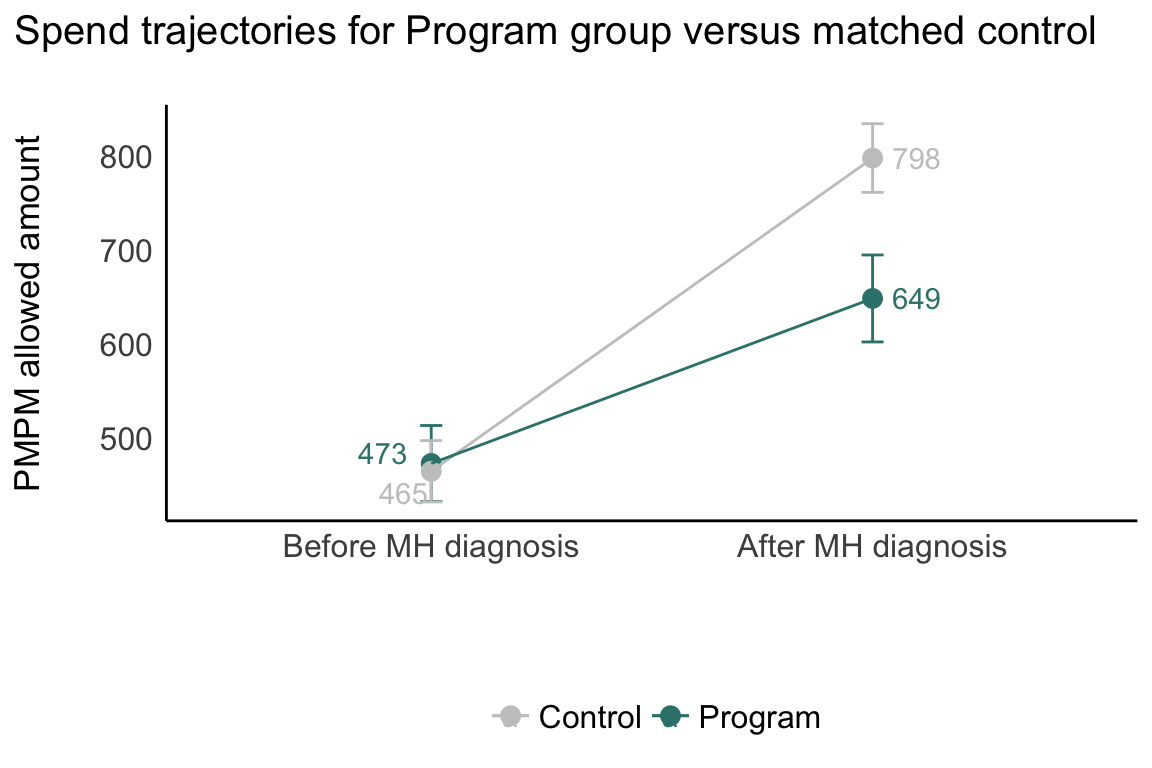 Spend trajectories for Program group versus matched control
PMPM allowed amount
800
700
600
500
798
649
473
465
Before MH diagnosis
After MH diagnosis
Control
Program